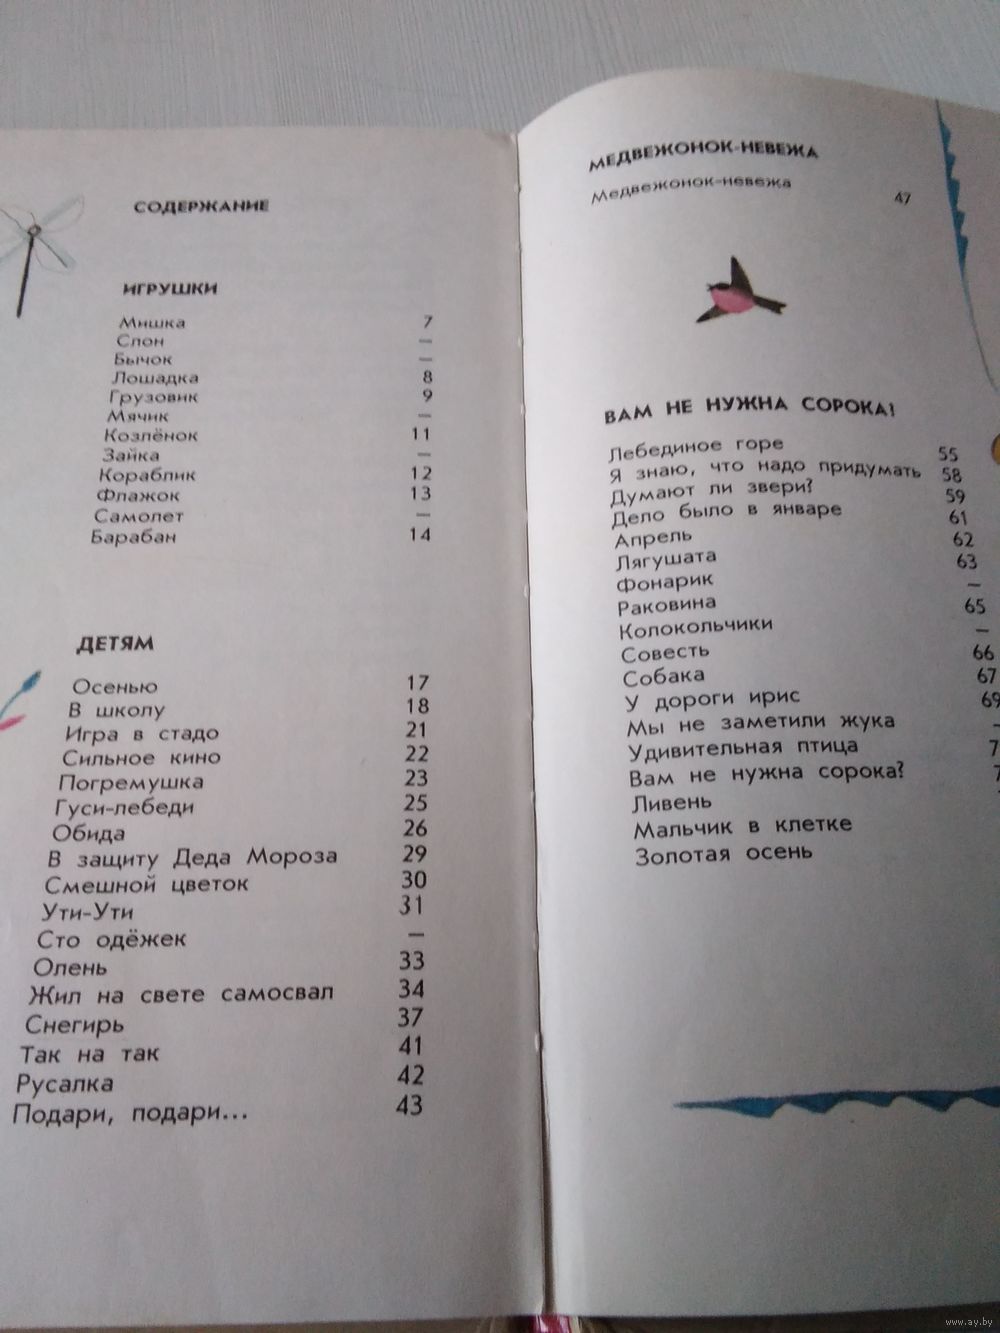 СОДЕРЖАНИЕ
ИГРУШКИ
Мишка 7
Слон —
Бычок —
Лошадка 8
Грузовик 9
Мячик —
Козлёнок 11
Зайка —
Кораблик 12
Флажок 13
Самолет —
Барабан 14
ДЕТЯМ
Осенью 17
В школу 18
Игра в стадо 21
Сильное кино 22
Погремушка 23
Гуси-лебеди 25
Обида 26
В защиту Деда Мороза 29
Смешной цветок 30
Ути-Ути 31
Сто одёжек —
Олень 33
Жил на свете самосвал 34
Снегирь 37
Так на так 41
Русалка 42
Подари, подари... 43
МЕДВЕЖОНОК-НЕВЕЖА
Медвежонок-невежа 47
ВАМ НЕ НУЖНА СОРОКА?
Лебединое горе 55
Я знаю, что надо придумать 58
Думают ли звери? 59
Дело было в январе 61
Апрель 62
Лягушата 63
Фонарик —
Раковина 65
Колокольчики —
Совесть 66
Собака 67
У дороги ирис 69
Мы не заметили жука —
Удивительная птица
Вам не нужна сорока?
Ливень
Мальчик в клетке
Золотая осень
www.ay.by